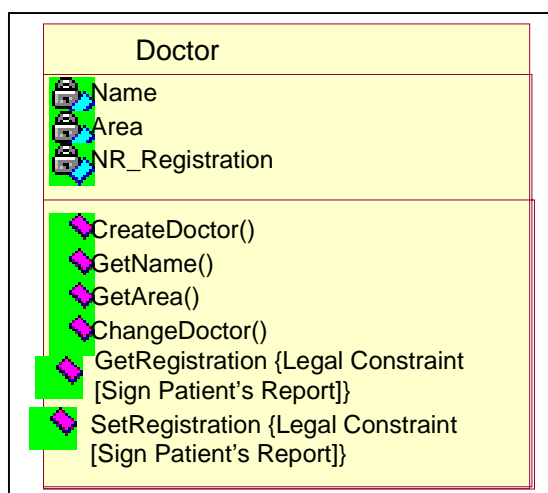 Doctor
Name
Area
NR_Registration
CreateDoctor()
GetName()
GetArea()
ChangeDoctor()
GetRegistration {Legal Constraint
[Sign Patient's Report]}
SetRegistration {Legal Constraint
[Sign Patient's Report]}